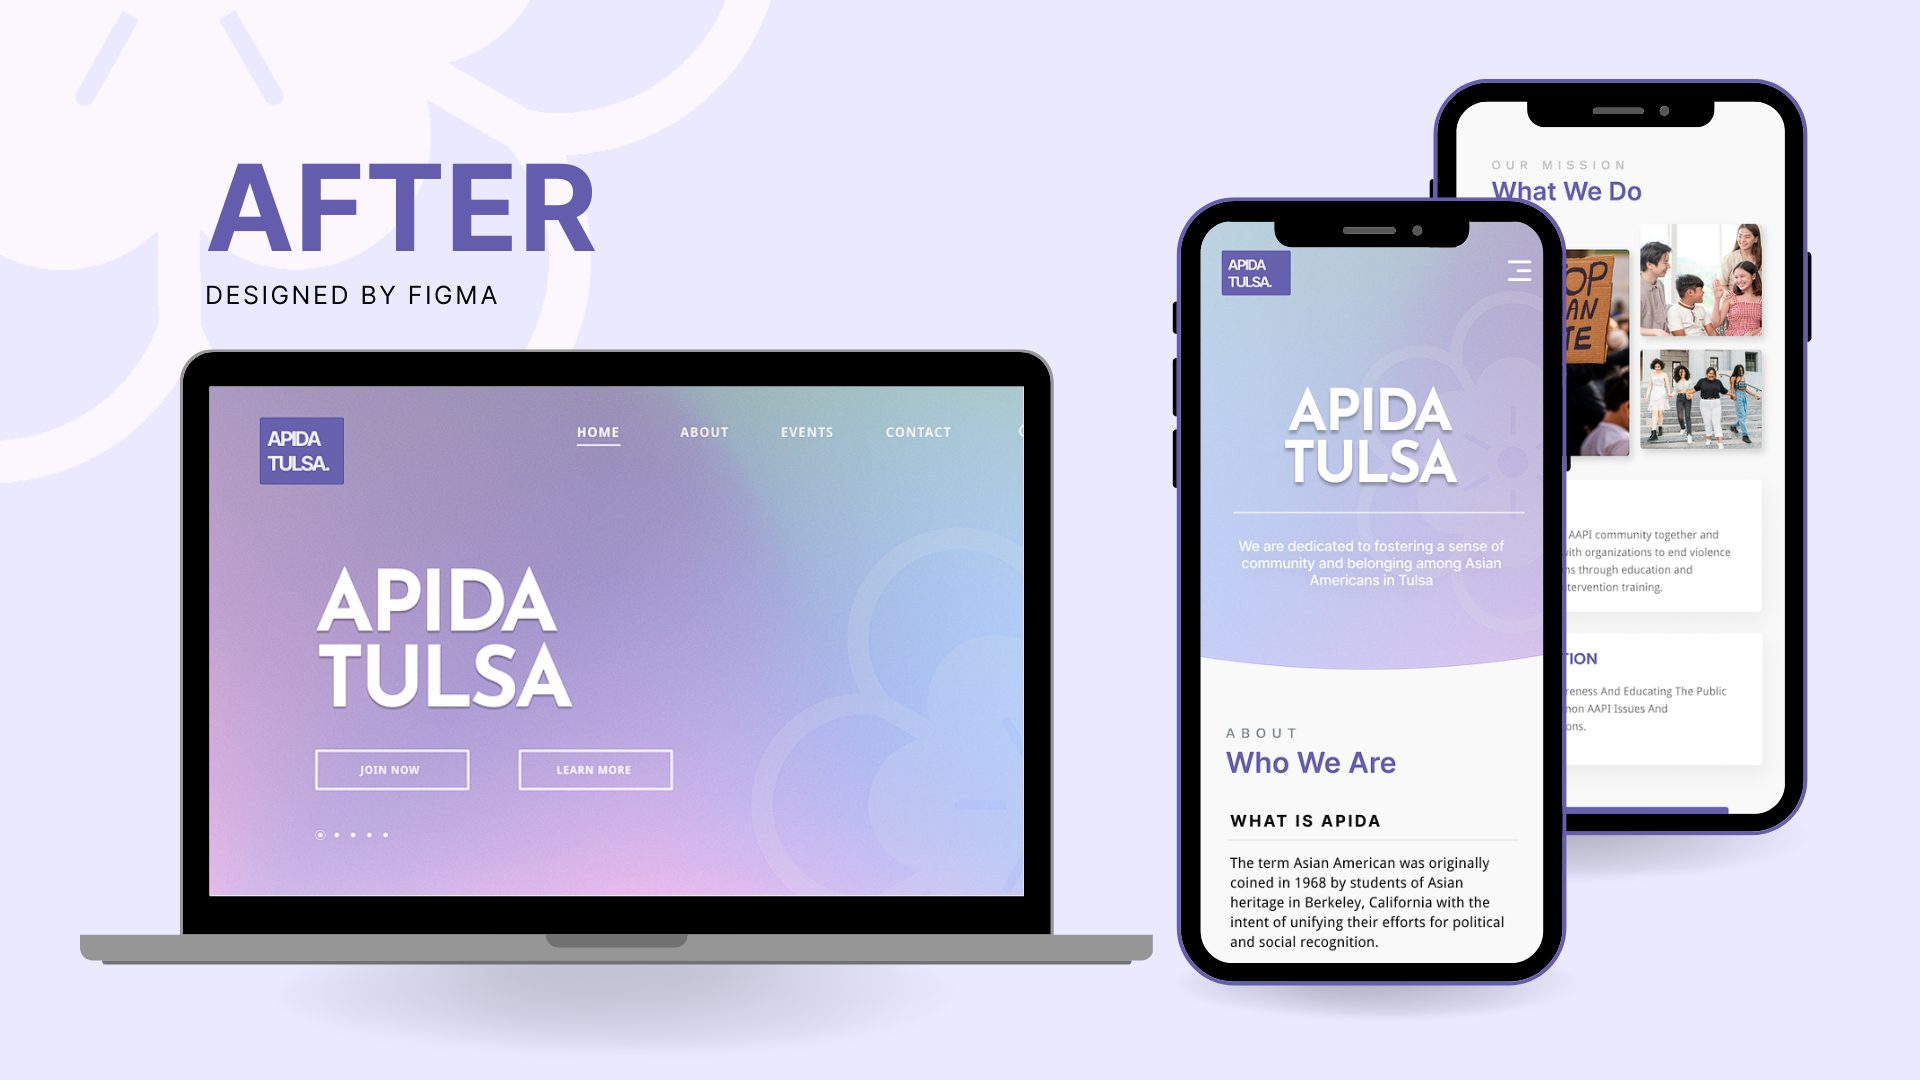 AFTER
DESIGNED BY FIGMA
APIDA
TULSA.
HOME
ABOUT
EVENTS
CONTACT
APIDA
TULSA
JOIN NOW
LEARN MORE
APIDA
TULSA.
APIDA
TULSA
We are dedicated to fostering a sense of
community and belonging among Asian
Americans in Tulsa
ABOUT
Who We Are
WHAT IS APIDA
The term Asian American was originally
coined in 1968 by students of Asian
heritage in Berkeley, California with the
intent of unifying their efforts for political
and social recognition.
OUR MISSION
What We Do
AAPI community together and
organizations to end violence
through education and
training.
And Educating The Public
AAPI Issues And